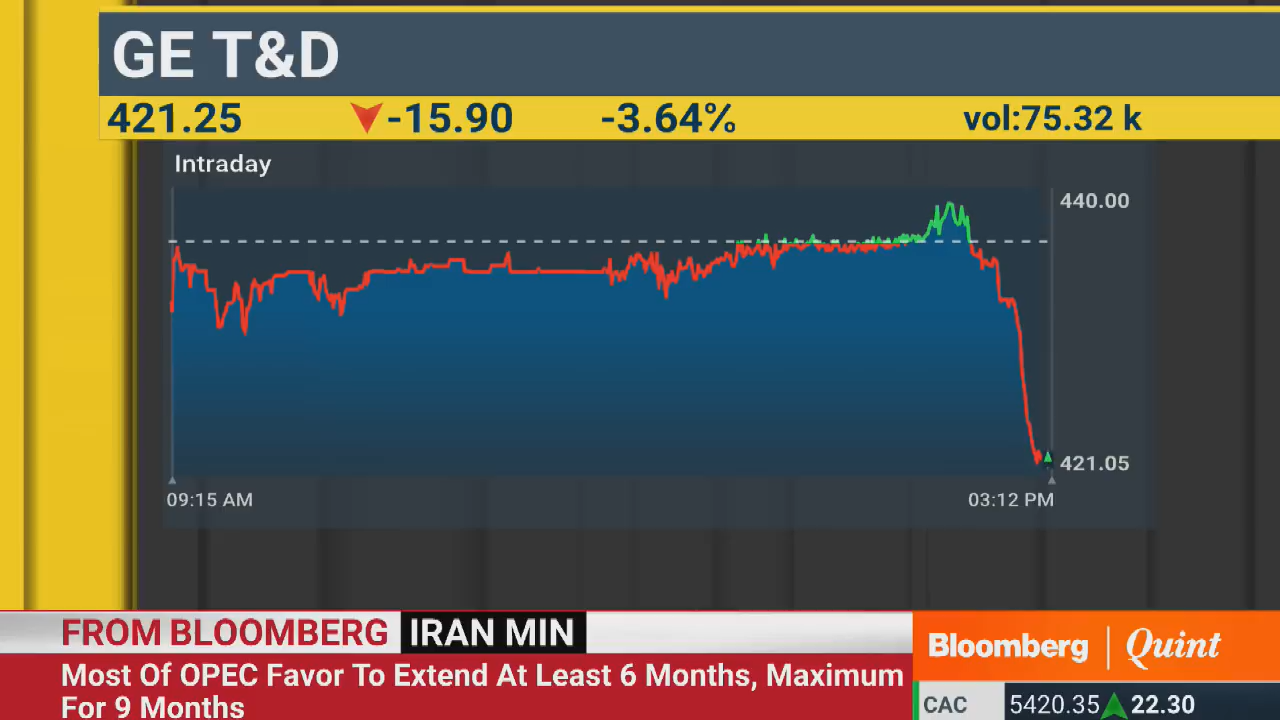 GE T&D
421.25 -15.90 -3.64% vol:75.32 k
Intraday
440.00
421.05
09:15 AM 03:12 PM
FROM BLOOMBERG IRAN MIN
Most Of OPEC Favor To Extend At Least 6 Months, Maximum
For 9 Months
Bloomberg | Quint
CAC 5420.35 22.30